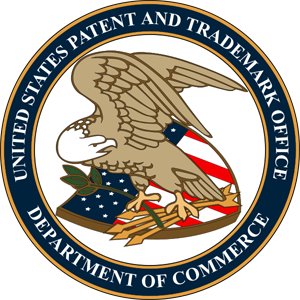 UNITED STATES PATENT AND TRADEMARK OFFICE
DEPARTMENT OF COMMERCE